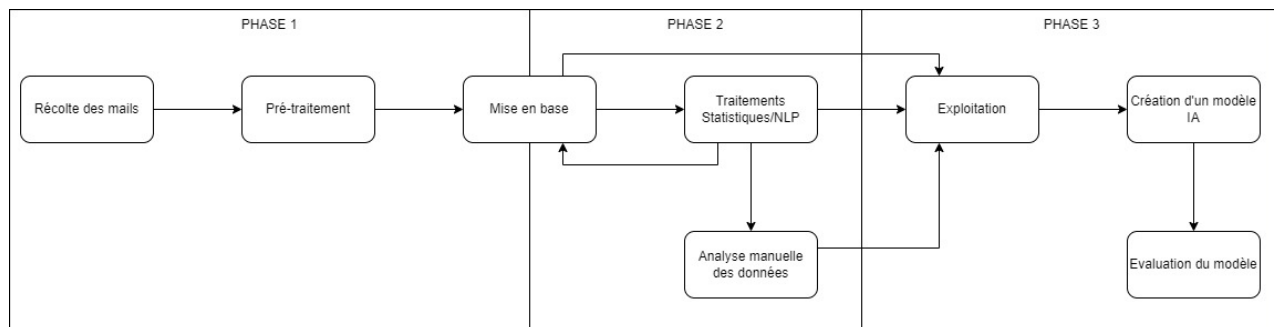 PHASE 1
PHASE 2
PHASE 3
Récolte des mails
Pré-traitement
Mise en base
Traitements
Statistiques/NLP
Exploitation
Création d'un modèle
IA
Analyse manuelle
des données
Evaluation du modèle